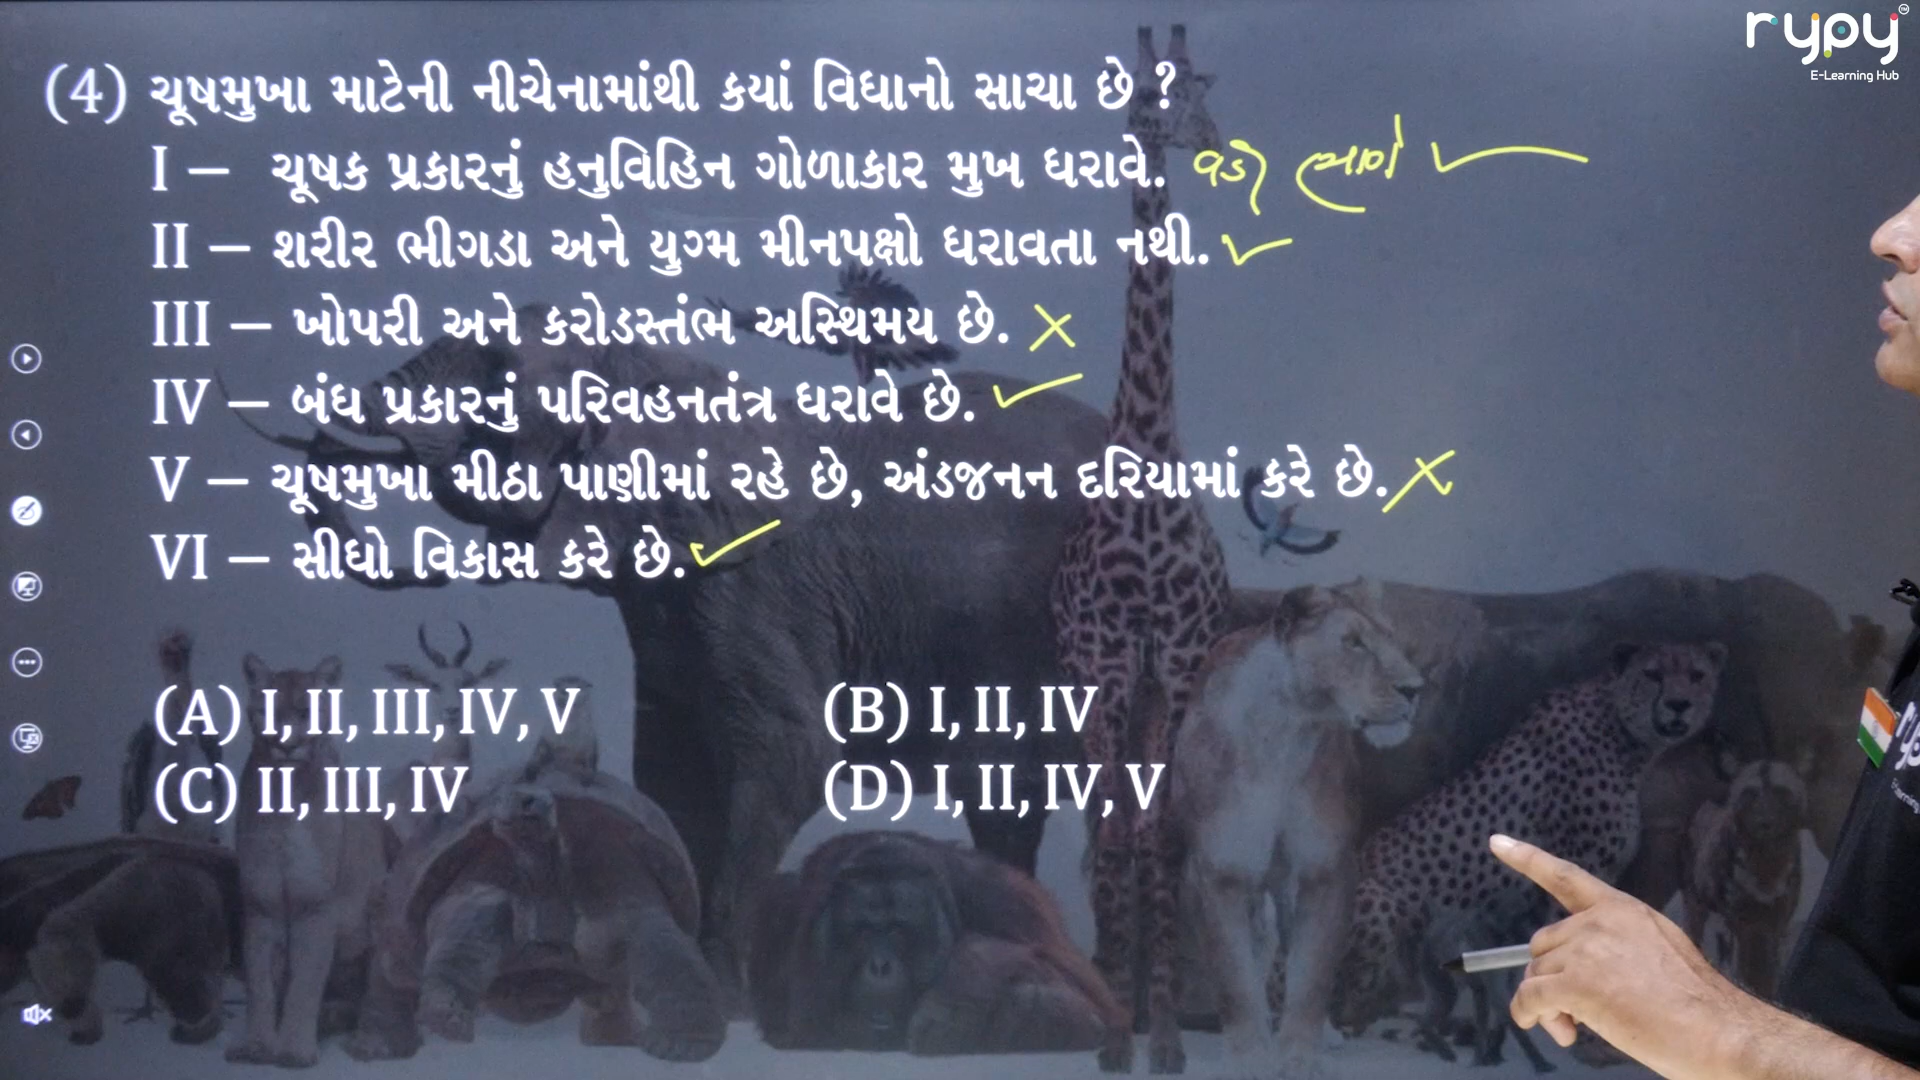 rypy
E-Learning Hub
(4) ચૂષમુખા માટેની નીચેનામાંથી કયાં વિધાનો સાચા છે ?
I – ચૂષક પ્રકારનું હનુવિહિન ગોળાકાર મુખ ધરાવે.
II – શરીર ભીગડા અને યુગ્મ મીનપક્ષો ધરાવતા નથી.
III – ખોપરી અને કરોડસ્તંભ અસ્થિમય છે.
IV – બંધ પ્રકારનું પરિવહનતંત્ર ધરાવે છે.
V – ચૂષમુખા મીઠા પાણીમાં રહે છે, અંડજનન દરિયામાં કરે છે.
VI – સીધો વિકાસ કરે છે.
(A) I, II, III, IV, V (B) I, II, IV
(C) II, III, IV (D) I, II, IV, V